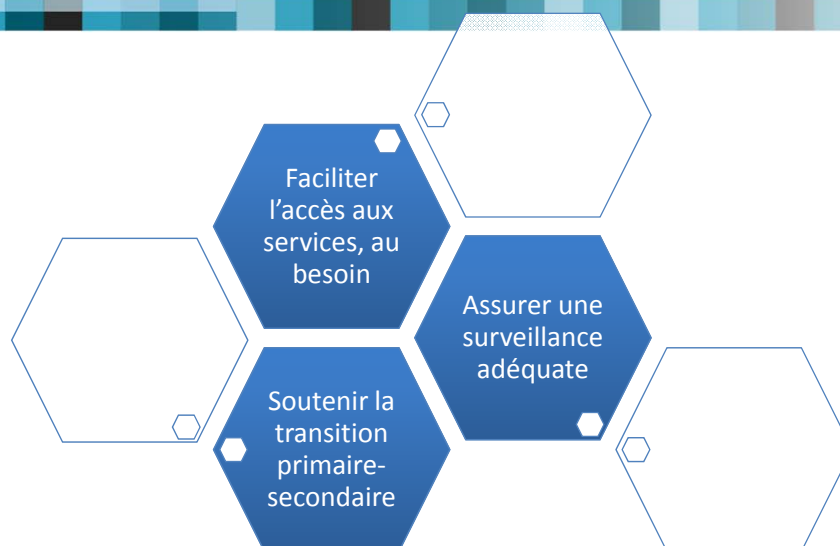 Faciliter
l’accès aux
services, au
besoin
Assurer une
surveillance
adéquate
Soutenir la
transition
primaire-
secondaire